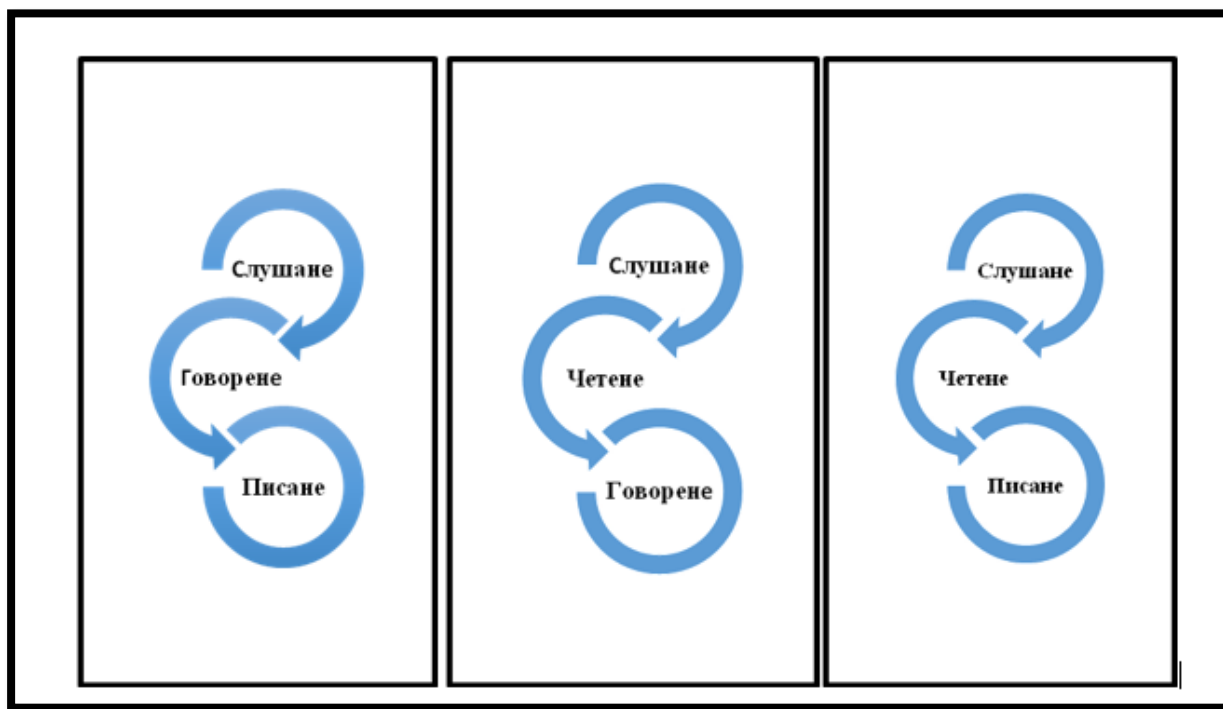 Слушане
Говорене
Писане
Слушане
Четене
Говорене
Слушане
Четене
Писане